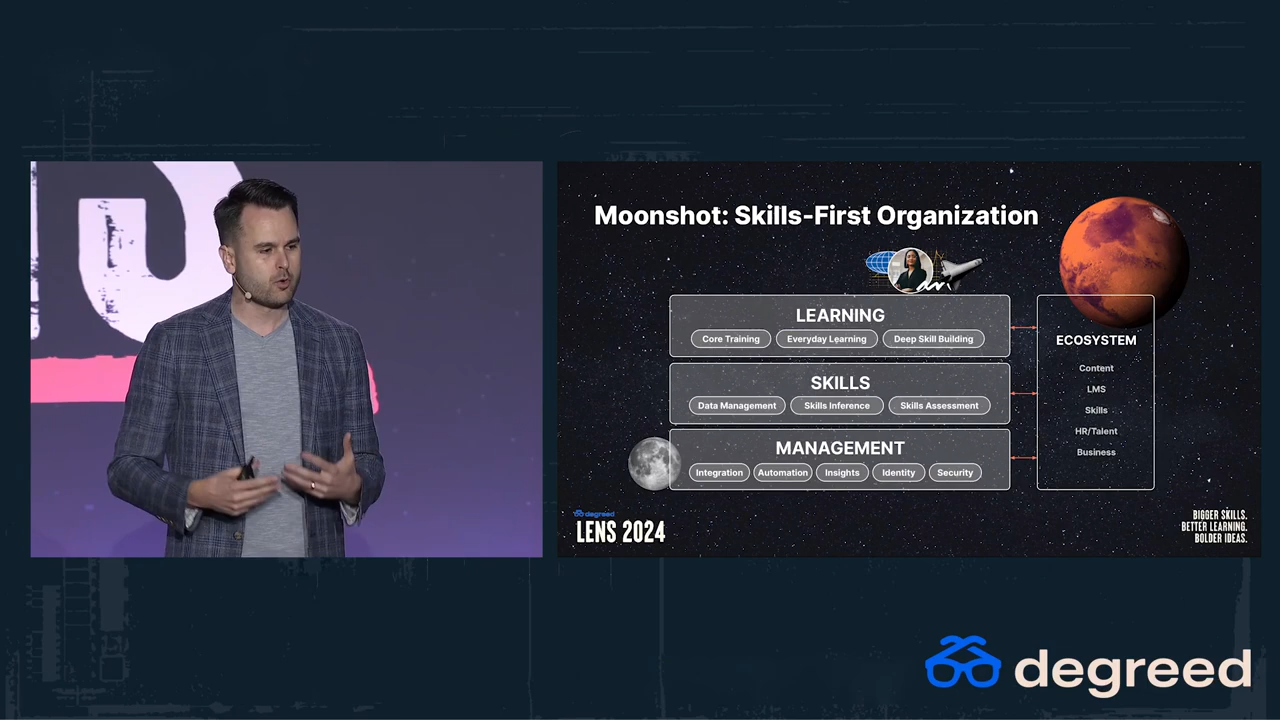 Moonshot: Skills-First Organization
LEARNING
Core Training Everyday Learning Deep Skill Building
SKILLS
Data Management Skills Inference Skills Assessment
MANAGEMENT
Integration Automation Insights Identity Security
ECOSYSTEM
Content
LMS
Skills
HR/Talent
Business
degreed
LENS 2024
BIGGER SKILLS.
BETTER LEARNING.
BOLDER IDEAS.
degreed